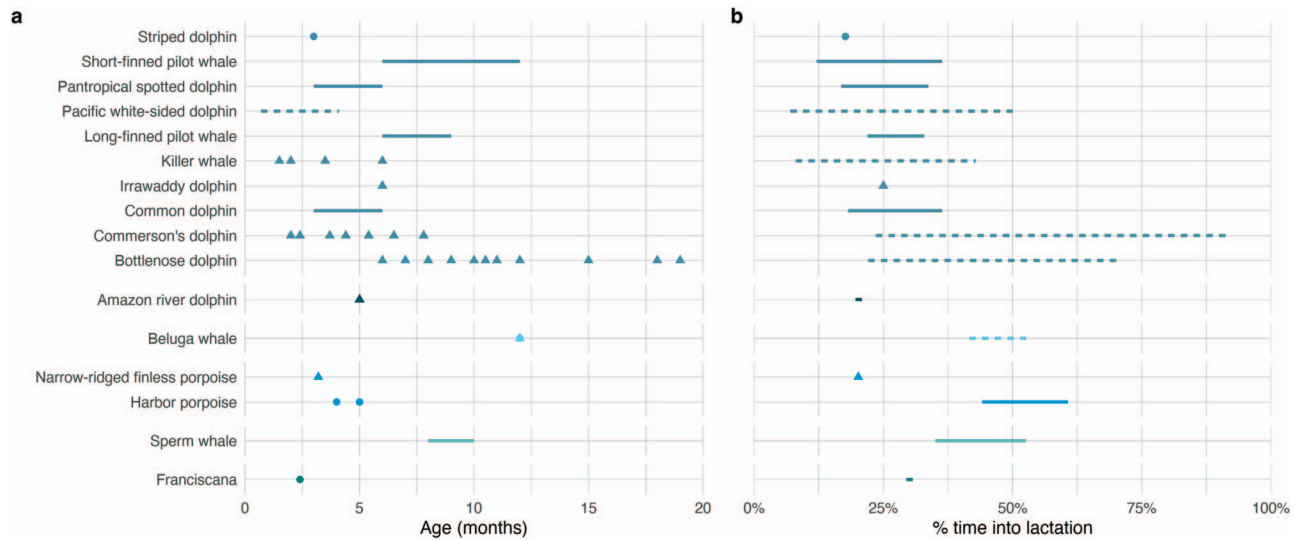 a
b
Striped dolphin
Short-finned pilot whale
Pantropical spotted dolphin
Pacific white-sided dolphin
Long-finned pilot whale
Killer whale
Irrawaddy dolphin
Common dolphin
Commerson's dolphin
Bottlenose dolphin
Amazon river dolphin
Beluga whale
Narrow-ridged finless porpoise
Harbor porpoise
Sperm whale
Franciscana
0 5 10 15 20
Age (months)
0% 25% 50% 75% 100%
% time into lactation